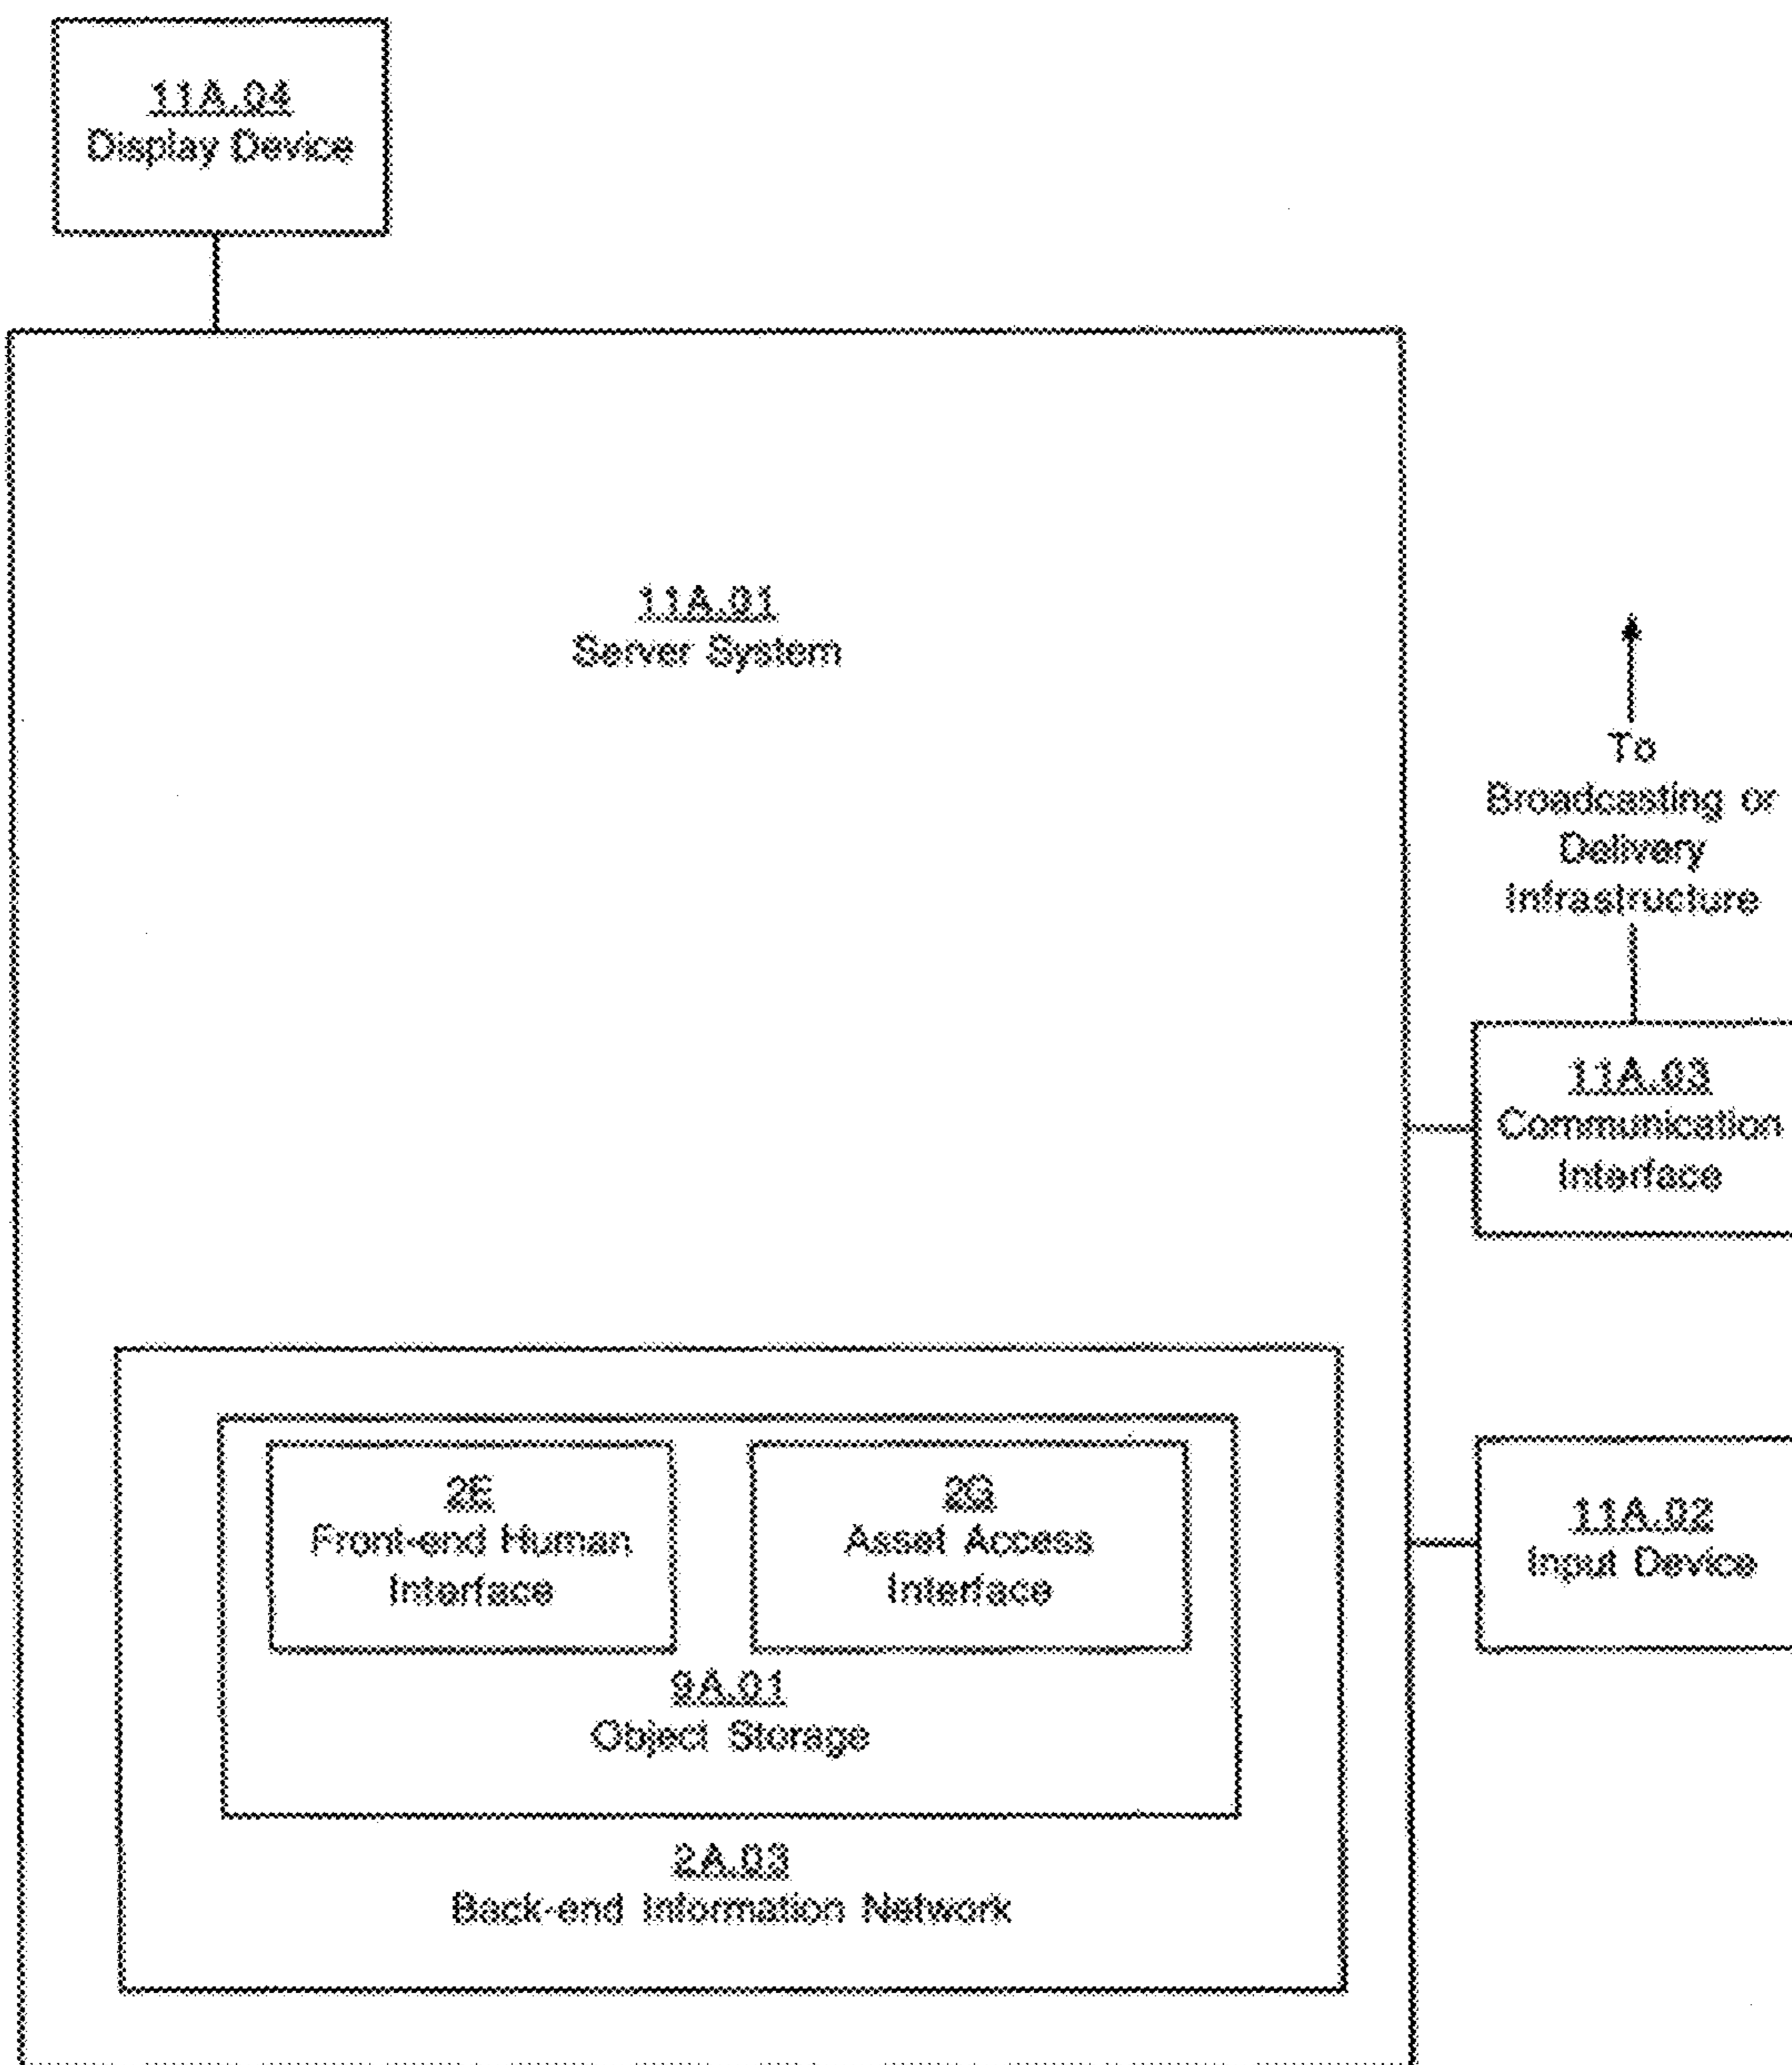 11A.04
Display Device
11A.01
Server System
To
Broadcasting or
Delivery
Infrastructure
11A.03
Communication
Interface
2E
Front-end Human
Interface
2G
Asset Access
Interface
11A.02
Input Device
9A.01
Object Storage
2A.03
Back-end Information Network